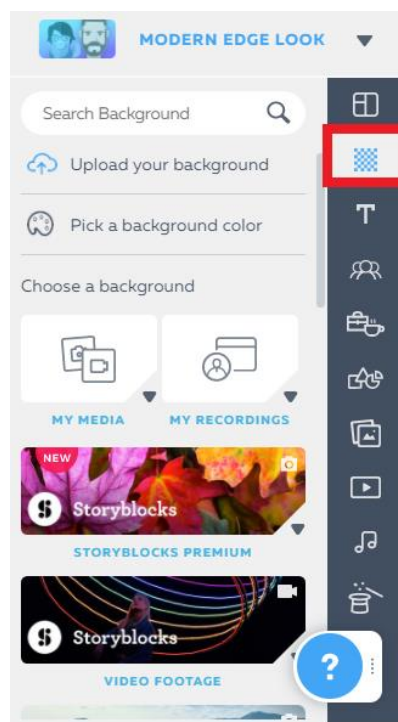 MODERN EDGE LOOK
Search Background
Upload your background
Pick a background color
Choose a background
MY MEDIA
MY RECORDINGS
NEW
Storyblocks
STORYBLOCKS PREMIUM
Storyblocks
VIDEO FOOTAGE
?